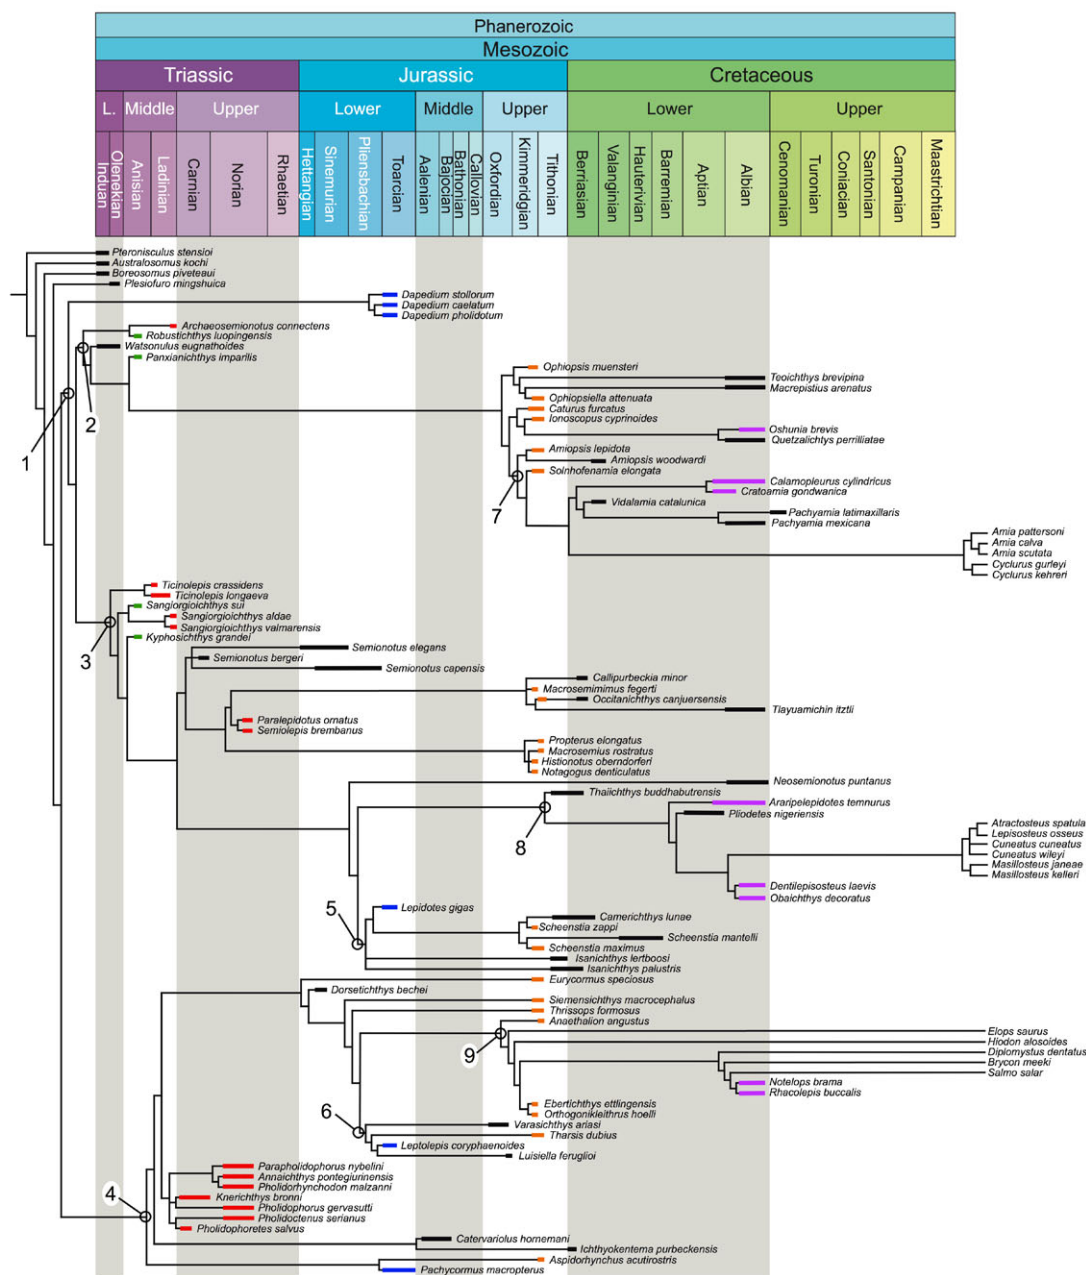 Phanerozoic
Mesozoic
Triassic
Jurassic
Cretaceous
L.
Middle
Upper
Lower
Middle
Upper
Lower
Upper
Induan
Olenekian
Anisian
Ladinian
Carnian
Norian
Rhaetian
Hettangian
Sinemurian
Pliensbachian
Toarcian
Aalenian
Bajocian
Bathonian
Callovian
Oxfordian
Kimmeridgian
Tithonian
Berriasian
Valanginian
Hauterivian
Barremian
Aptian
Albian
Cenomanian
Turonian
Coniacian
Santonian
Campanian
Maastrichtian
Pteronisculus stensioi
Australosomus kochi
Boreosomus piveteaui
Plesiofuro mingshuica
Dapedium stollorum
Dapedium caelatum
Dapedium pholidotum
Archaeosemionotus connectens
Robustichthys luopingensis
Watsonulus eugnathoides
Panxianichthys imparilis
Ophiopsis muensteri
Teoichthys brevipina
Macrepistius arenatus
Ophiopsiella attenuata
Caturus furcatus
Ionoscopus cyprinoides
2
Oshunia brevis
Quetzalichtys perrilliatae
Amiopsis lepidota
Amiopsis woodwardi
1
Solnhofenamia elongata
Calamopleurus cylindricus
Cratoamia gondwanica
Vidalamia catalunica
7
Pachyamia latimaxillaris
Pachyamia mexicana
Amia pattersoni
Amia calva
Amia scutata
Cyclurus gurleyi
Cyclurus kehreri
Ticinolepis crassidens
Ticinolepis longaeva
Sangiorgioichthys sui
Sangiorgioichthys aldae
Sangiorgioichthys valmarensis
Kyphosichthys grandei
3
Semionotus elegans
Semionotus bergeri
Semionotus capensis
Callipurbeckia minor
Macrosemimimus fegerti
Occitanichthys canjuersensis
Tlayuamichin itztli
Paralepidotus ornatus
Semiolepis brembanus
Propterus elongatus
Macrosemius rostratus
Histionotus oberndorferi
Notagogus denticulatus
Neosemionotus puntanus
Thaiichthys buddhabutrensis
Araripelepidotes temnurus
Pliodetes nigeriensis
Atractosteus spatula
Lepisosteus osseus
Cuneatus cuneatus
8
Cuneatus wileyi
Masillosteus janeae
Masillosteus kelleri
Dentilepisosteus laevis
Obaichthys decoratus
5
Lepidotes gigas
Camerichthys lunae
Scheenstia zappi
Scheenstia mantelli
Scheenstia maximus
Isanichthys lertboosi
Isanichthys palustris
Eurycormus speciosus
Dorsetichthys bechei
Siemensichthys macrocephalus
Thrissops formosus
Anaethalion angustus
Elops saurus
Hiodon alosoides
9
Diplomystus dentatus
Brycon meeki
Salmo salar
Notelops brama
Rhacolepis buccalis
Ebertichthys ettlingensis
Orthogonikleithrus hoelli
6
Varasichthys ariasi
Tharsis dubius
Leptolepis coryphaenoides
Luisiella feruglioi
Parapholidophorus nybelini
Annaichthys pontegiurinensis
Pholidorhynchodon malzanni
4
Knerichthys bronni
Pholidophorus gervasutti
Pholidoctenus serianus
Pholidophoretes salvus
Catervariolus hornemani
Ichthyokentema purbeckensis
Aspidorhynchus acutirostris
Pachycormus macropterus